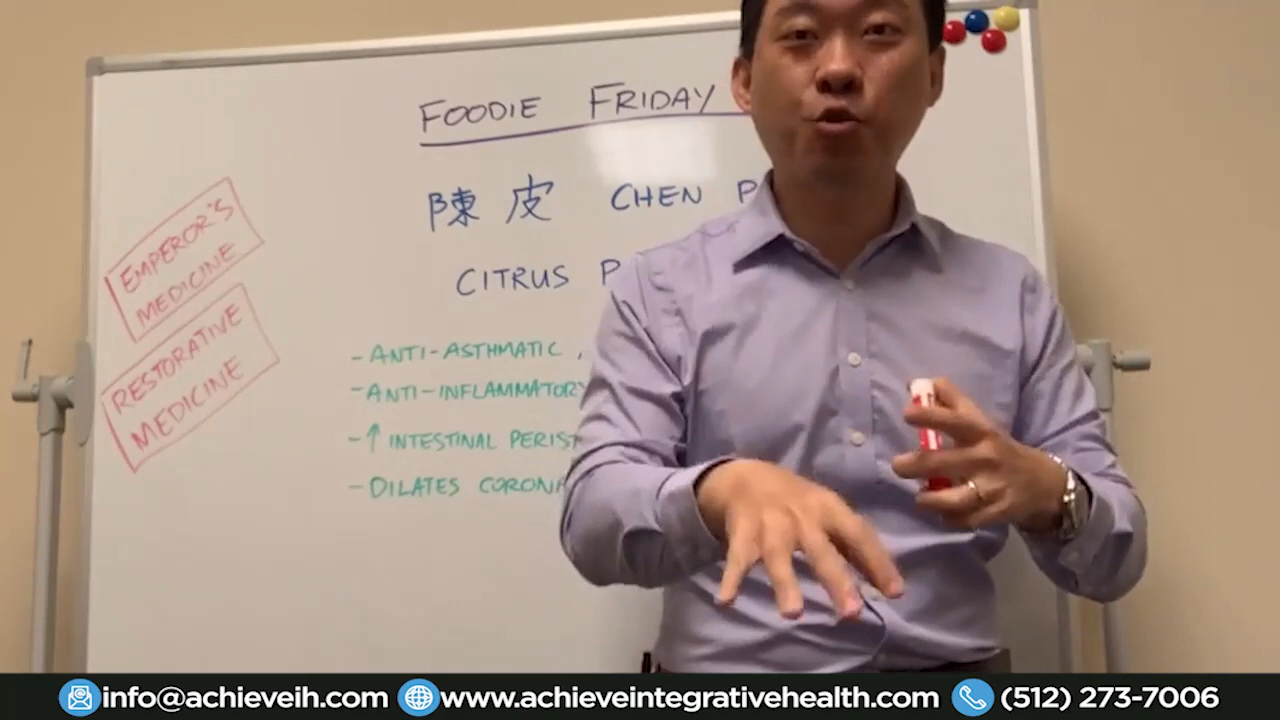 FOODIE FRIDAY
陳皮 CHEN P
CITRUS P
- ANTI-ASTHMATIC,
- ANTI-INFLAMMATORY
- ↑ INTESTINAL PERIST
- DILATES CORONA
EMPEROR'S
MEDICINE
RESTORATIVE
MEDICINE
info@achieveih.com www.achieveintegrativehealth.com (512) 273-7006